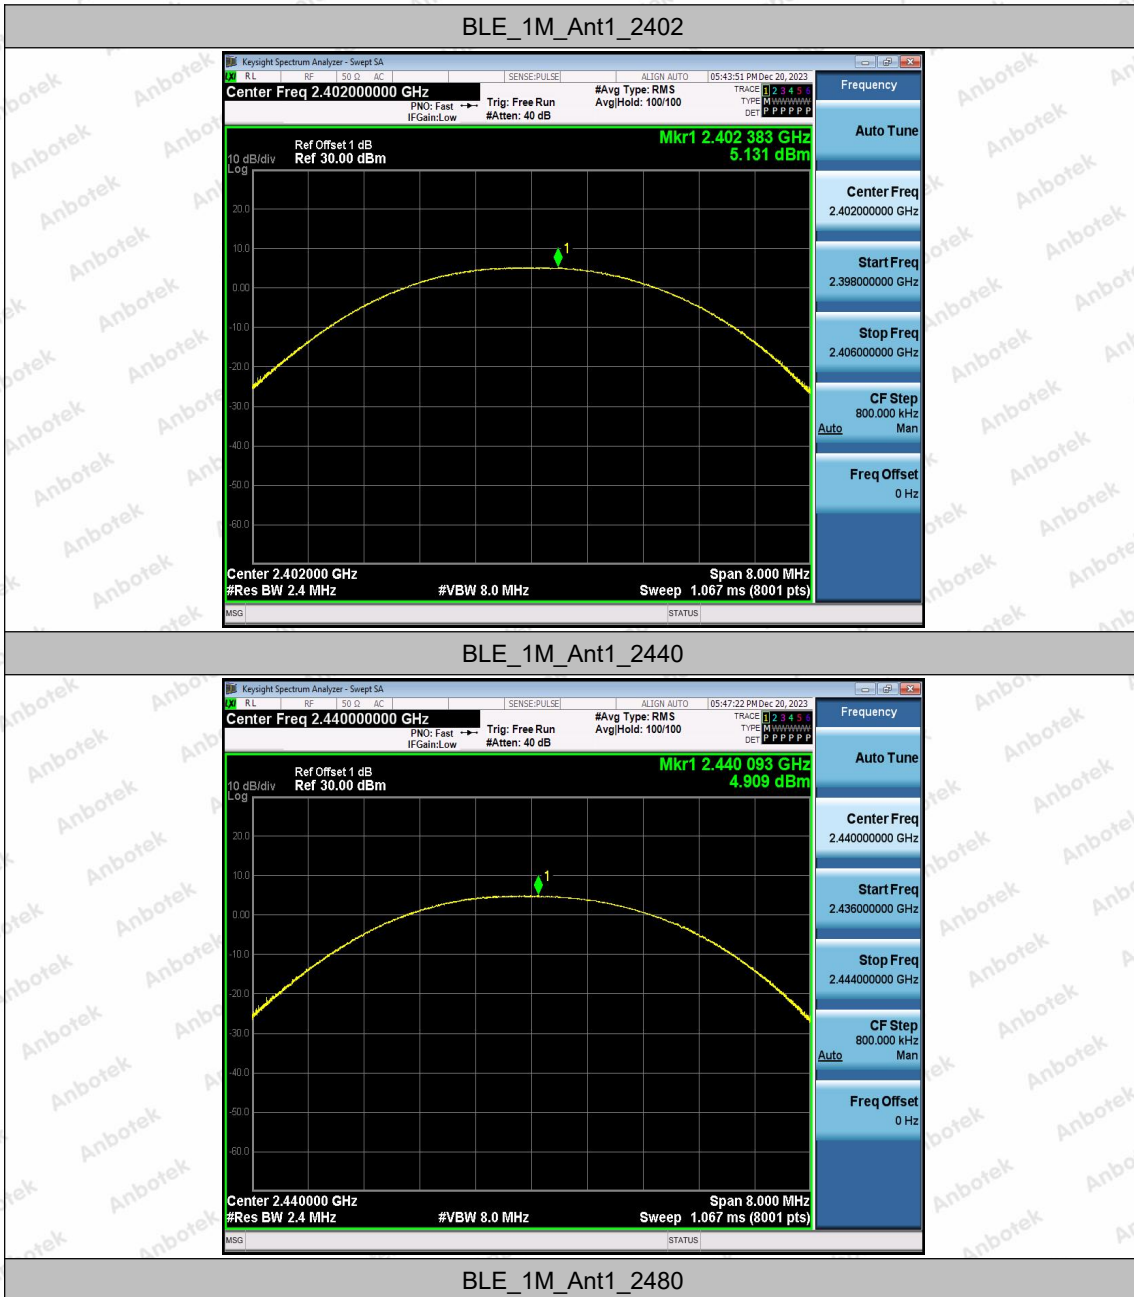 BLE_1M_Ant1_2402
Keysight Spectrum Analyzer - Swept SA
LXI RL RF 50 Ω AC SENSE:PULSE ALIGN AUTO 05:43:51 PM Dec 20, 2023
Center Freq 2.402000000 GHz
PNO: Fast
IFGain:Low
Trig: Free Run
#Atten: 40 dB
#Avg Type: RMS
Avg|Hold: 100/100
TRACE 1 2 3 4 5 6
TYPE M WWWWW
DET P P P P P P
Frequency
Auto Tune
Center Freq
2.402000000 GHz
Start Freq
2.398000000 GHz
Stop Freq
2.406000000 GHz
CF Step
800.000 kHz
Auto Man
Freq Offset
0 Hz
Mkr1 2.402 383 GHz
5.131 dBm
Ref Offset 1 dB
10 dB/div Ref 30.00 dBm
Log
20.0
10.0
0.00
-10.0
-20.0
-30.0
-40.0
-50.0
-60.0
1
Center 2.402000 GHz Span 8.000 MHz
#Res BW 2.4 MHz #VBW 8.0 MHz Sweep 1.067 ms (8001 pts)
MSG STATUS
BLE_1M_Ant1_2440
Keysight Spectrum Analyzer - Swept SA
LXI RL RF 50 Ω AC SENSE:PULSE ALIGN AUTO 05:47:22 PM Dec 20, 2023
Center Freq 2.440000000 GHz
PNO: Fast
IFGain:Low
Trig: Free Run
#Atten: 40 dB
#Avg Type: RMS
Avg|Hold: 100/100
TRACE 1 2 3 4 5 6
TYPE M WWWWW
DET P P P P P P
Frequency
Auto Tune
Center Freq
2.440000000 GHz
Start Freq
2.436000000 GHz
Stop Freq
2.444000000 GHz
CF Step
800.000 kHz
Auto Man
Freq Offset
0 Hz
Mkr1 2.440 093 GHz
4.909 dBm
Ref Offset 1 dB
10 dB/div Ref 30.00 dBm
Log
20.0
10.0
0.00
-10.0
-20.0
-30.0
-40.0
-50.0
-60.0
1
Center 2.440000 GHz Span 8.000 MHz
#Res BW 2.4 MHz #VBW 8.0 MHz Sweep 1.067 ms (8001 pts)
MSG STATUS
BLE_1M_Ant1_2480
Anbotek